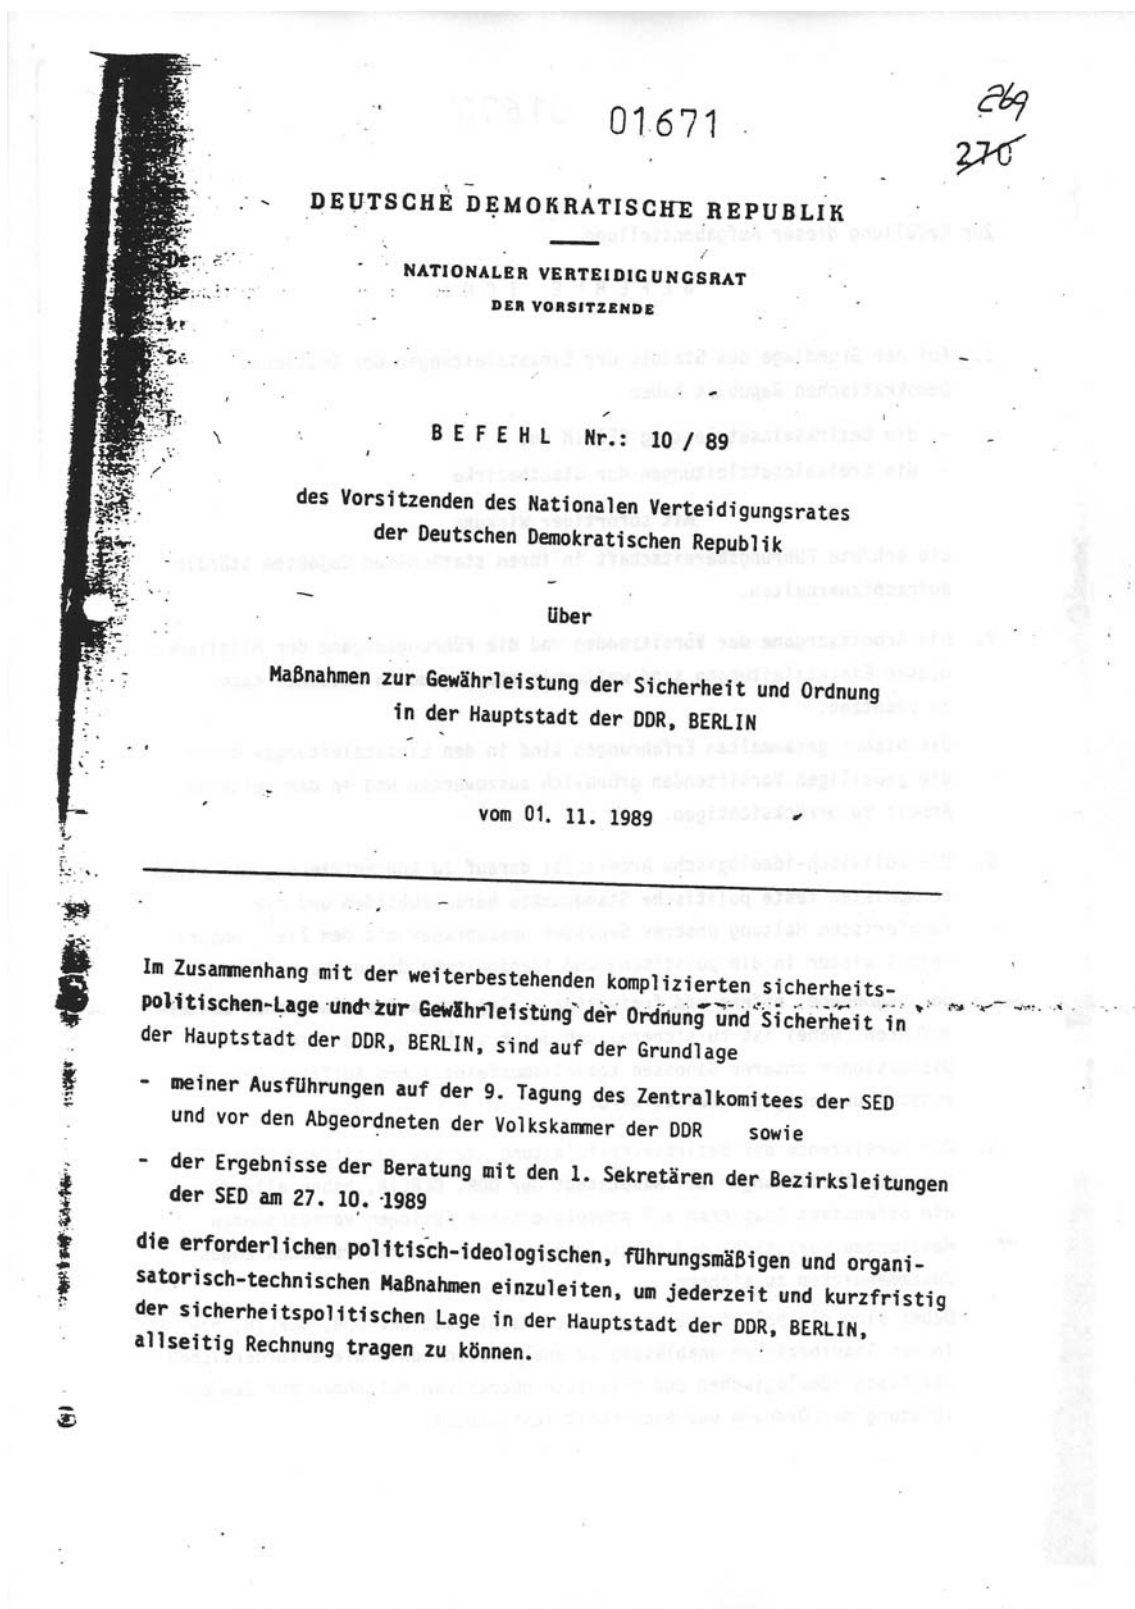 01671
269
270
DEUTSCHE DEMOKRATISCHE REPUBLIK
NATIONALER VERTEIDIGUNGSRAT
DER VORSITZENDE
B E F E H L Nr.: 10 / 89
des Vorsitzenden des Nationalen Verteidigungsrates
der Deutschen Demokratischen Republik
über
Maßnahmen zur Gewährleistung der Sicherheit und Ordnung
in der Hauptstadt der DDR, BERLIN
vom 01. 11. 1989
Im Zusammenhang mit der weiterbestehenden komplizierten sicherheits-
politischen Lage und zur Gewährleistung der Ordnung und Sicherheit in
der Hauptstadt der DDR, BERLIN, sind auf der Grundlage
- meiner Ausführungen auf der 9. Tagung des Zentralkomitees der SED
und vor den Abgeordneten der Volkskammer der DDR sowie
- der Ergebnisse der Beratung mit den 1. Sekretären der Bezirksleitungen
der SED am 27. 10. 1989
die erforderlichen politisch-ideologischen, führungsmäßigen und organi-
satorisch-technischen Maßnahmen einzuleiten, um jederzeit und kurzfristig
der sicherheitspolitischen Lage in der Hauptstadt der DDR, BERLIN,
allseitig Rechnung tragen zu können.